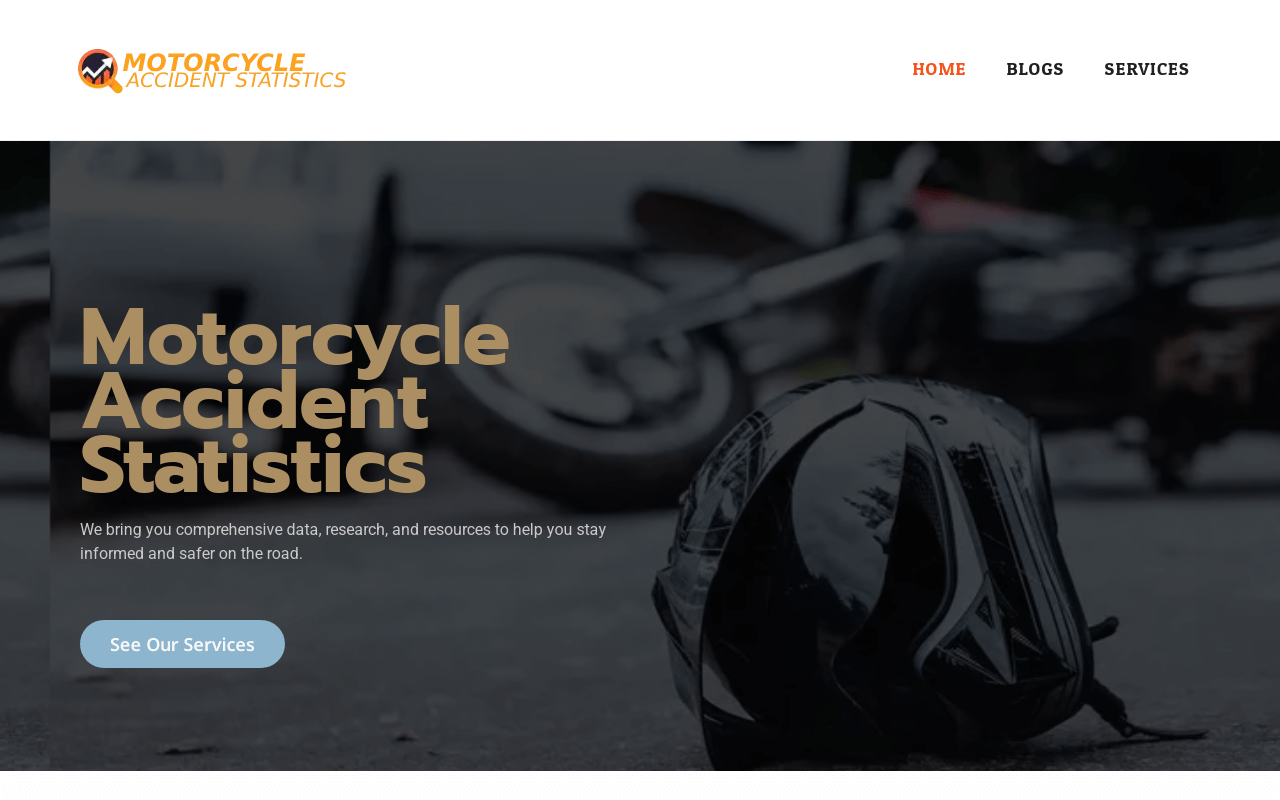 MOTORCYCLE
ACCIDENT STATISTICS
HOME BLOGS SERVICES
Motorcycle
Accident
Statistics
We bring you comprehensive data, research, and resources to help you stay
informed and safer on the road.
See Our Services